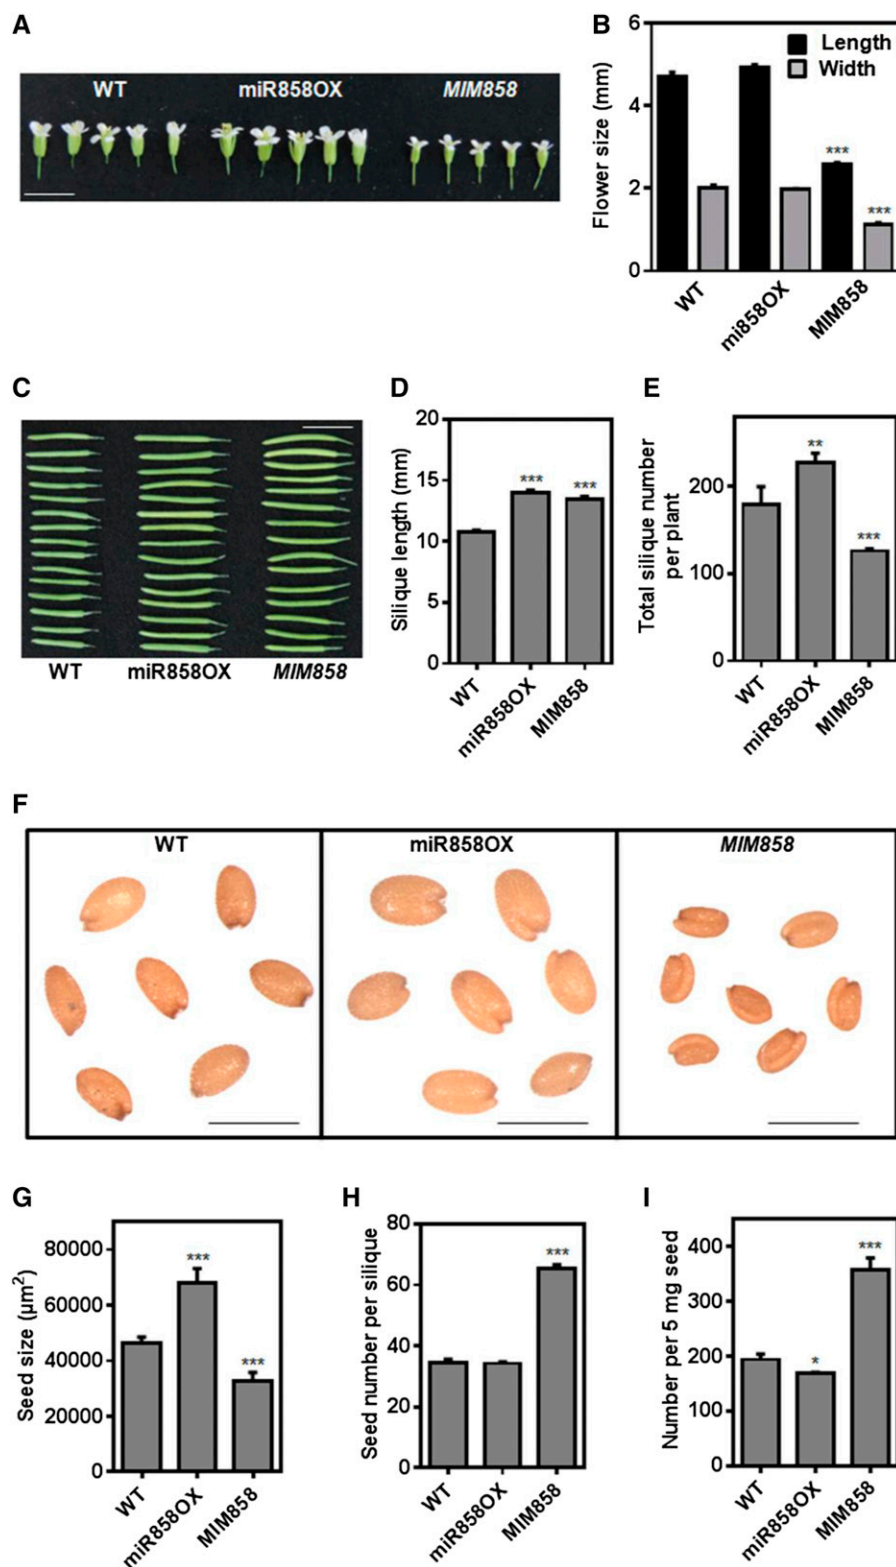 A
WT
miR858OX
MIM858
B
Length
Width
Flower size (mm)
6
4
2
0
***
***
WT
mi858OX
MIM858
C
WT
miR858OX
MIM858
D
Silique length (mm)
20
15
10
5
0
***
***
WT
miR858OX
MIM858
E
Total silique number
per plant
200
100
0
**
***
WT
miR858OX
MIM858
F
WT
miR858OX
MIM858
G
Seed size (µm²)
80000
60000
40000
20000
0
***
***
WT
miR858OX
MIM858
H
Seed number per silique
80
60
40
20
0
***
WT
miR858OX
MIM858
I
Number per 5 mg seed
400
300
200
100
0
*
***
WT
miR858OX
MIM858